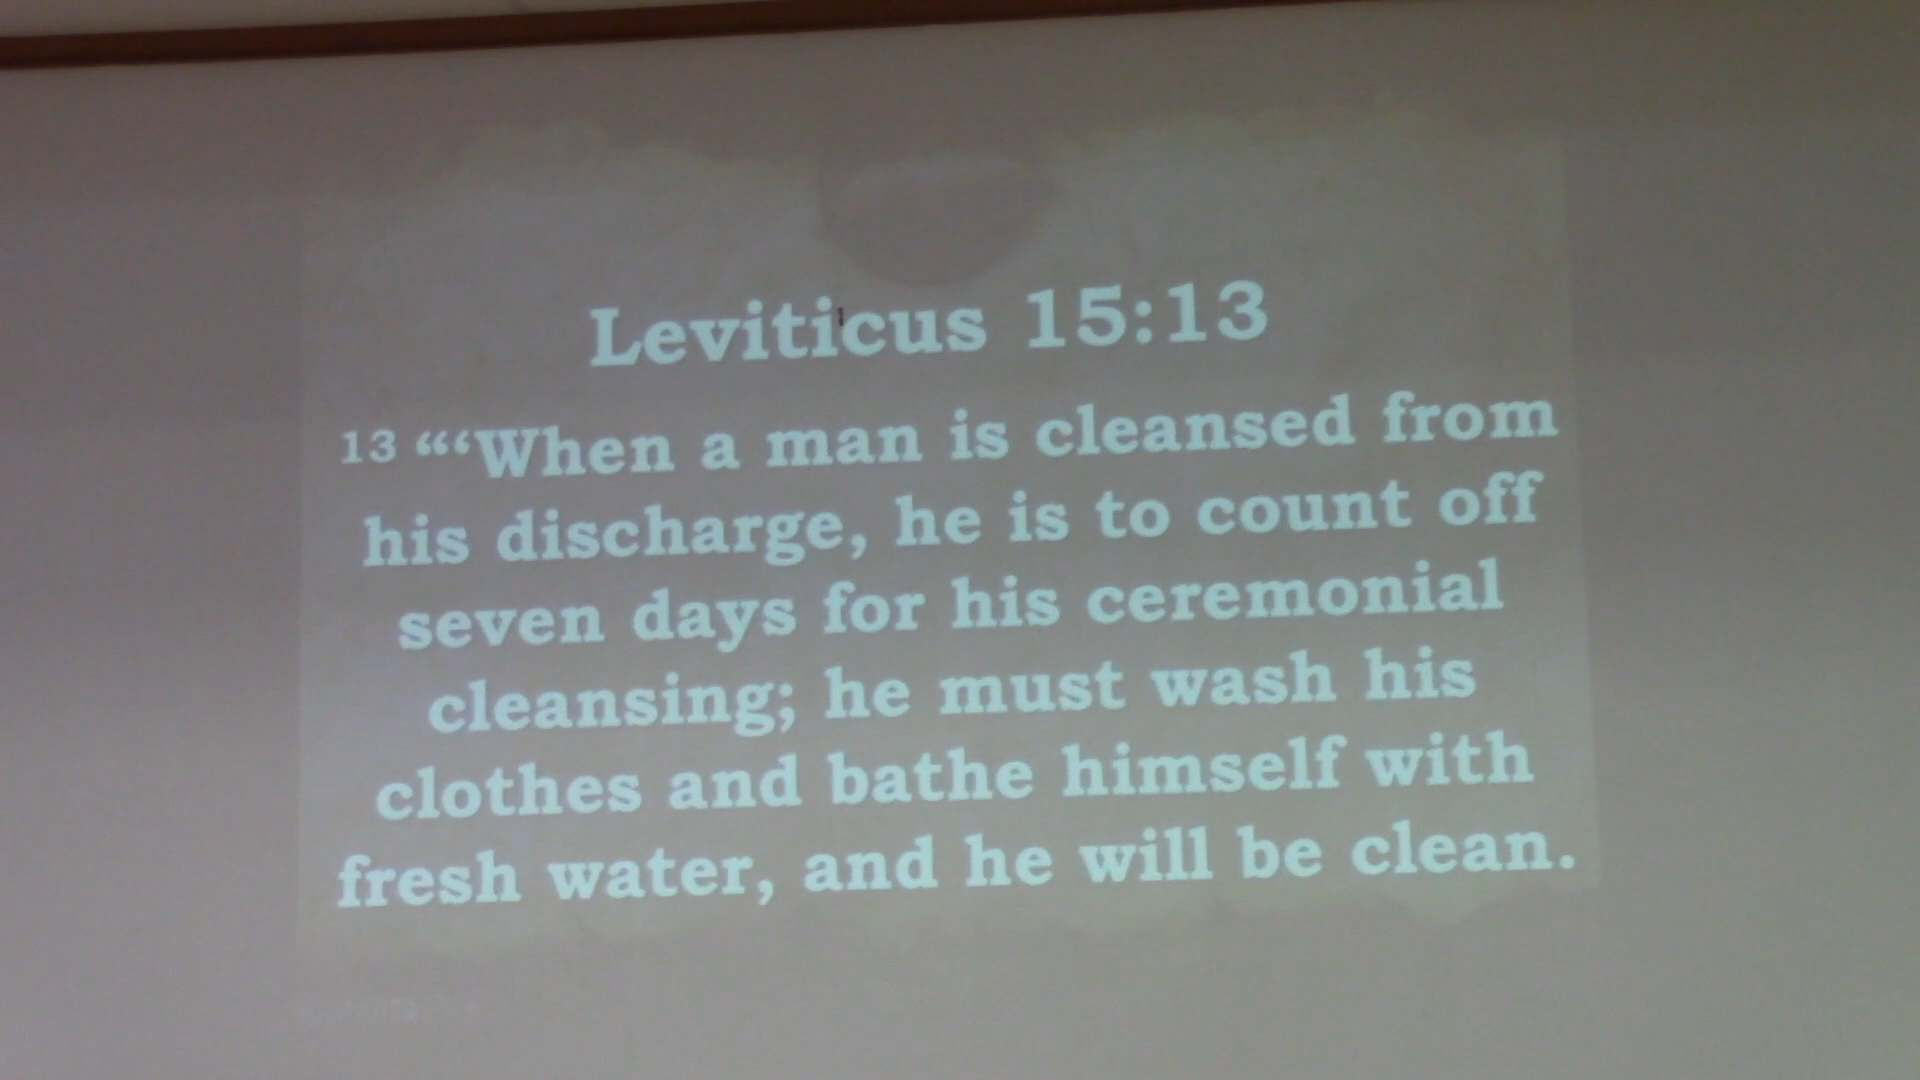 Leviticus 15:13
13 “‘When a man is cleansed from
his discharge, he is to count off
seven days for his ceremonial
cleansing; he must wash his
clothes and bathe himself with
fresh water, and he will be clean.